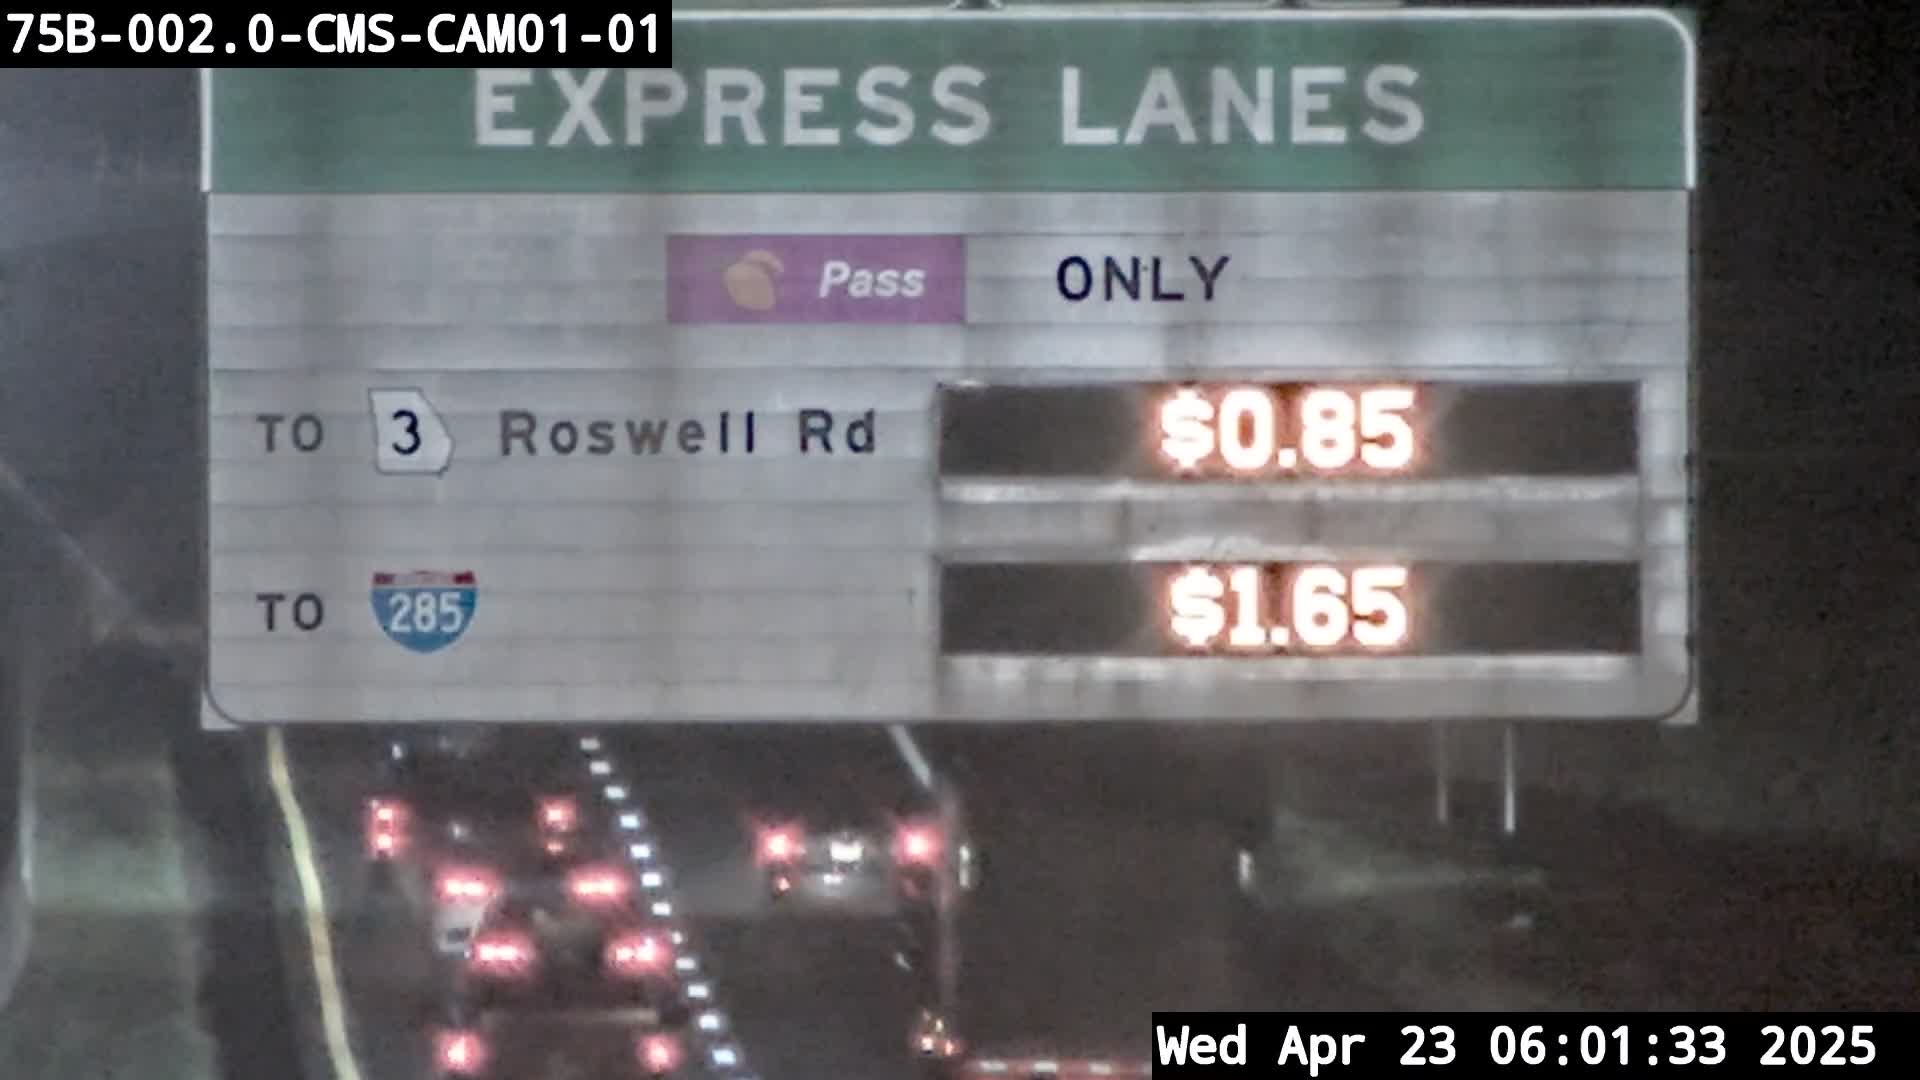 75B-002.0-CMS-CAM01-01
EXPRESS LANES
Pass ONLY
TO 3 Roswell Rd $0.85
TO 285 $1.65
Wed Apr 23 06:01:33 2025